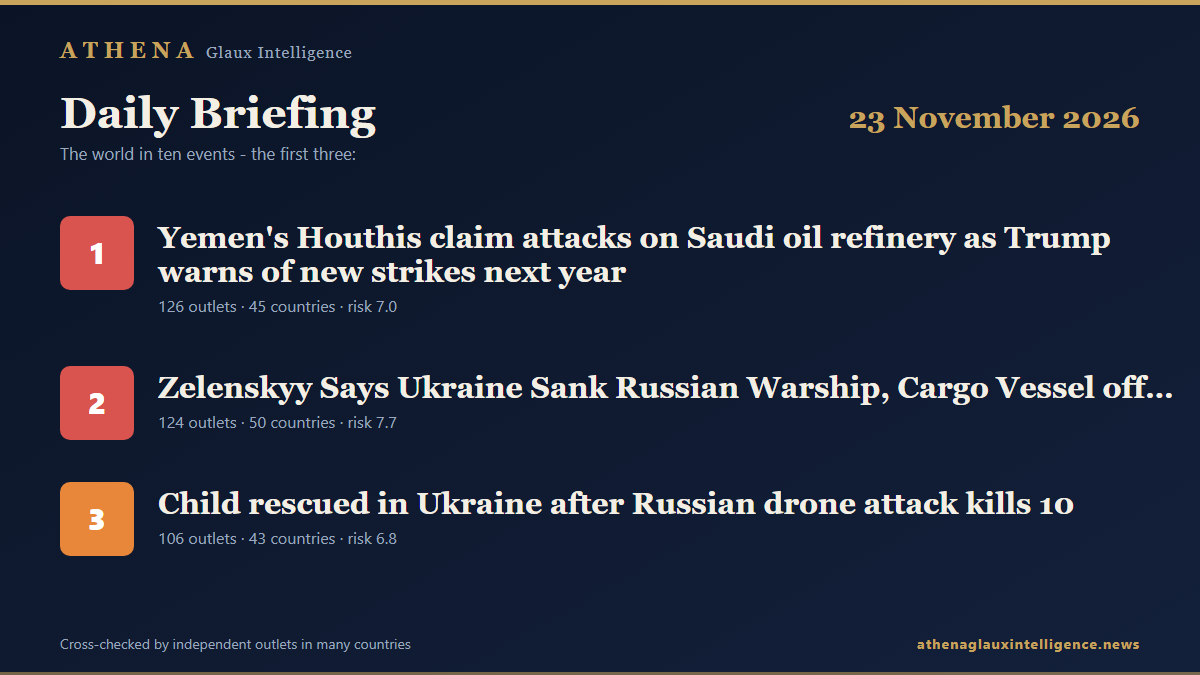 ATHENA Glaux Intelligence
Daily Briefing
23 November 2026
The world in ten events - the first three:
1
Yemen's Houthis claim attacks on Saudi oil refinery as Trump
warns of new strikes next year
126 outlets · 45 countries · risk 7.0
2
Zelenskyy Says Ukraine Sank Russian Warship, Cargo Vessel off...
124 outlets · 50 countries · risk 7.7
3
Child rescued in Ukraine after Russian drone attack kills 10
106 outlets · 43 countries · risk 6.8
Cross-checked by independent outlets in many countries
athenaglauxintelligence.news